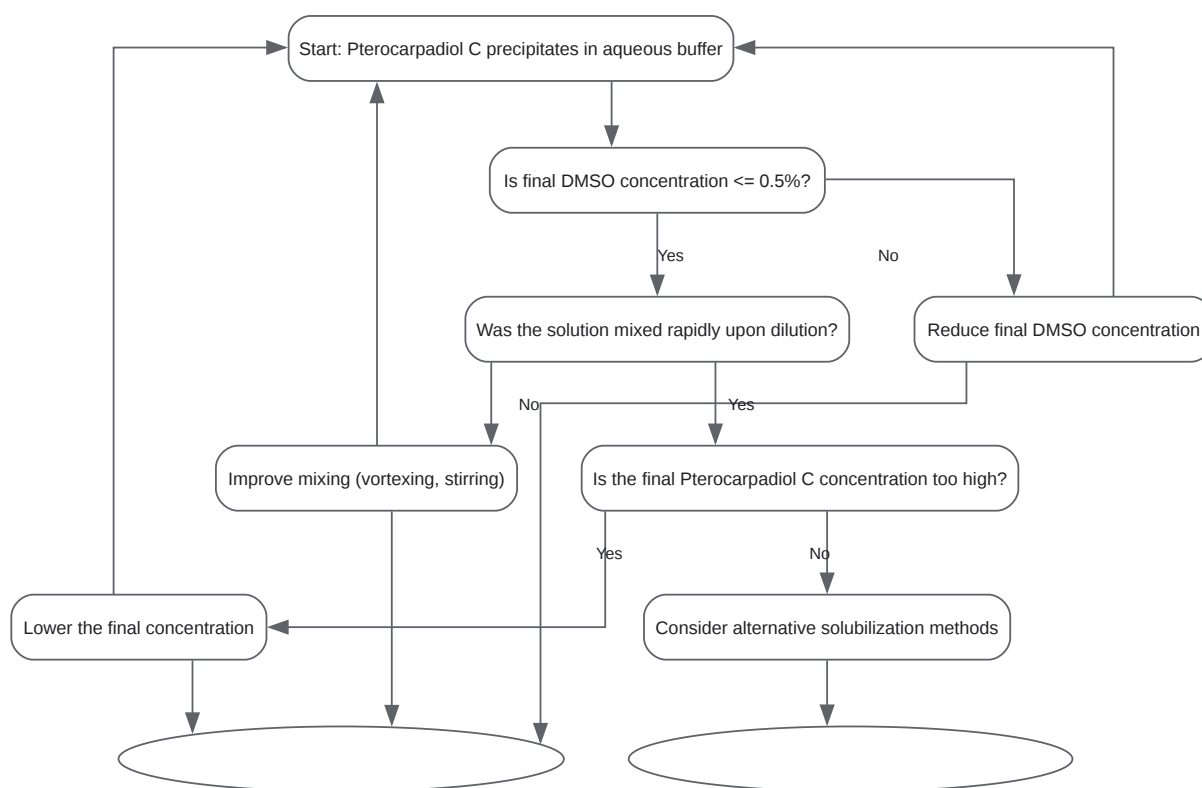 Start: Pterocarpadiol C precipitates in aqueous buffer
Is final DMSO concentration <= 0.5%?
Yes
No
Was the solution mixed rapidly upon dilution?
Reduce final DMSO concentration
No
Yes
Improve mixing (vortexing, stirring)
Is the final Pterocarpadiol C concentration too high?
Yes
No
Lower the final concentration
Consider alternative solubilization methods